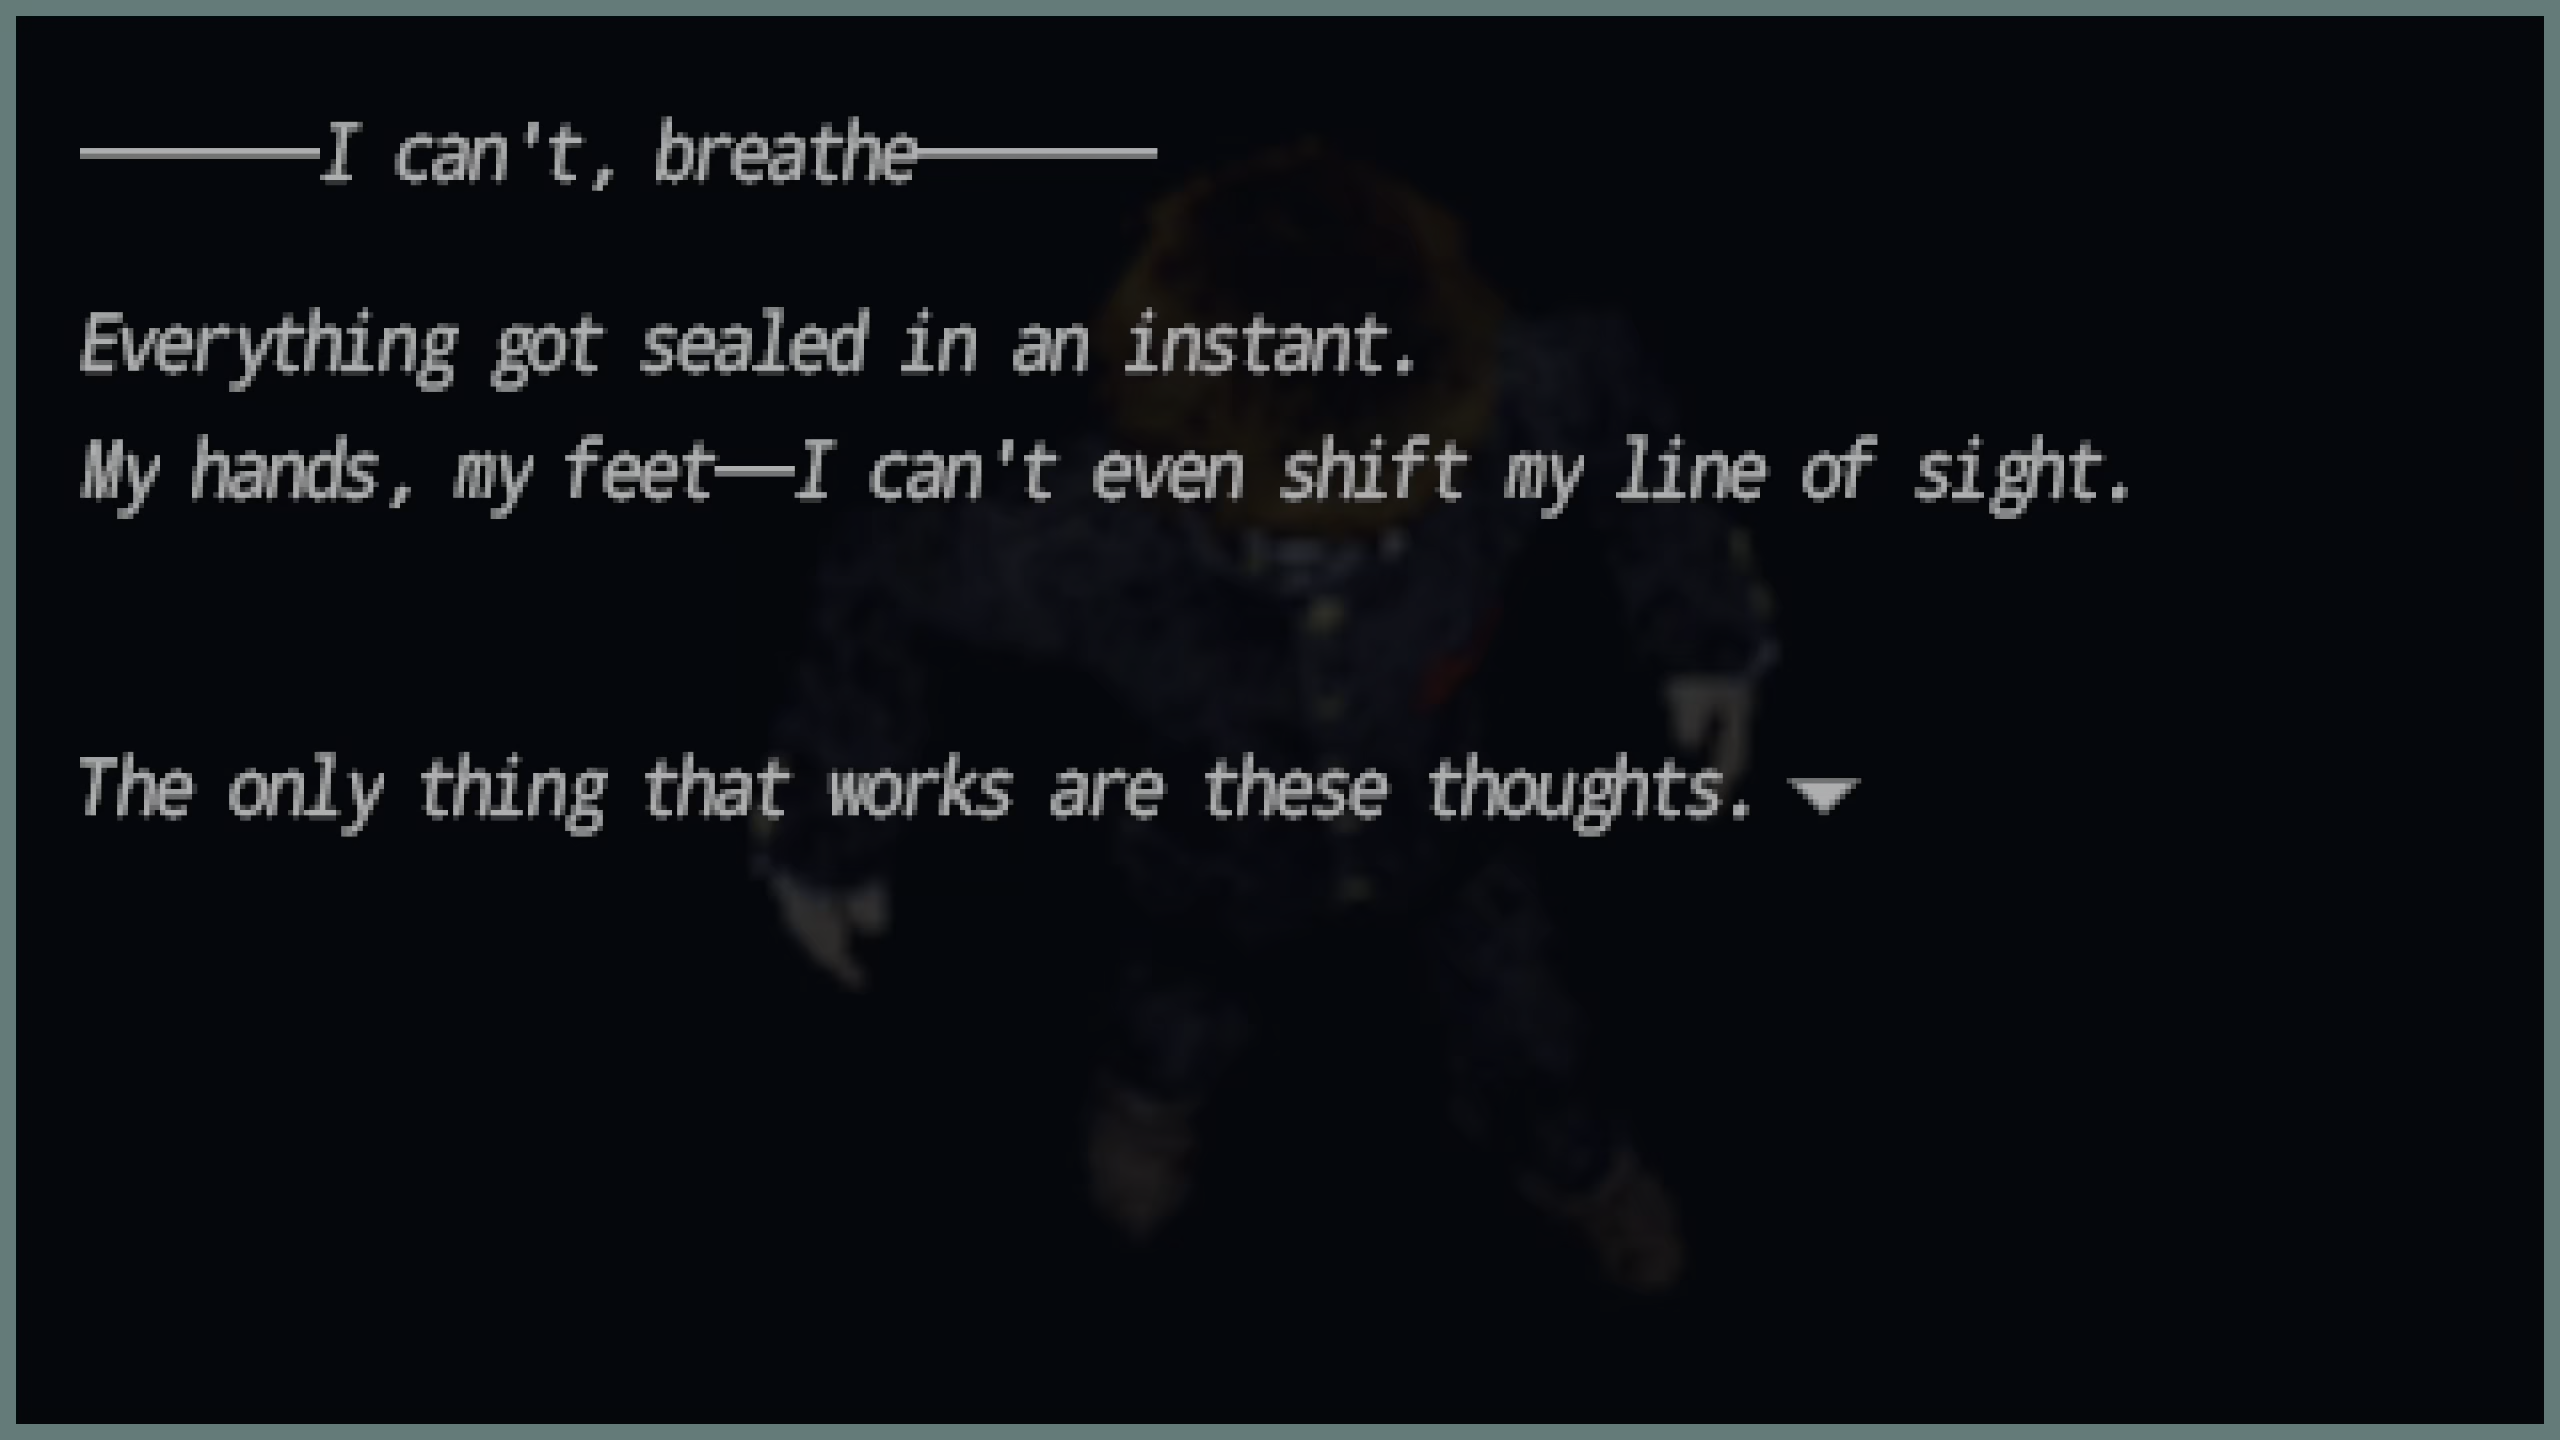 ———I can't, breathe———
Everything got sealed in an instant.
My hands, my feet—I can't even shift my line of sight.
The only thing that works are these thoughts.